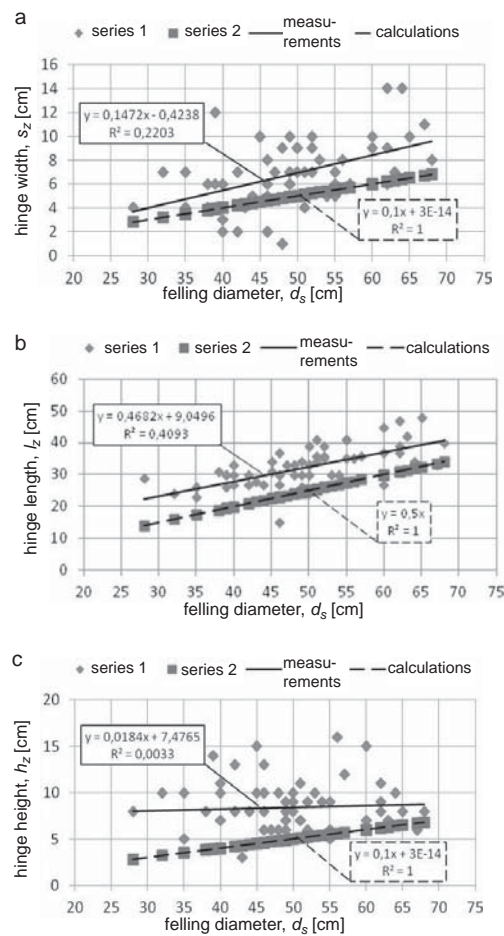 a
series 1 series 2 measu-rements calculations
hinge width, s_z [cm]
16
14
12
10
8
6
4
2
0
y = 0,1472x - 0,4238
R² = 0,2203
y = 0,1x + 3E-14
R² = 1
20 25 30 35 40 45 50 55 60 65 70 75
felling diameter, d_s [cm]
b
series 1 series 2 measu-rements calculations
hinge length, l_z [cm]
60
50
40
30
20
10
0
y = 0,4682x + 9,0496
R² = 0,4093
y = 0,5x
R² = 1
20 25 30 35 40 45 50 55 60 65 70 75
felling diameter, d_s [cm]
c
series 1 series 2 measu-rements calculations
hinge height, h_z [cm]
20
15
10
5
0
y = 0,0184x + 7,4765
R² = 0,0033
y = 0,1x + 3E-14
R² = 1
20 25 30 35 40 45 50 55 60 65 70 75
felling diameter, d_s [cm]